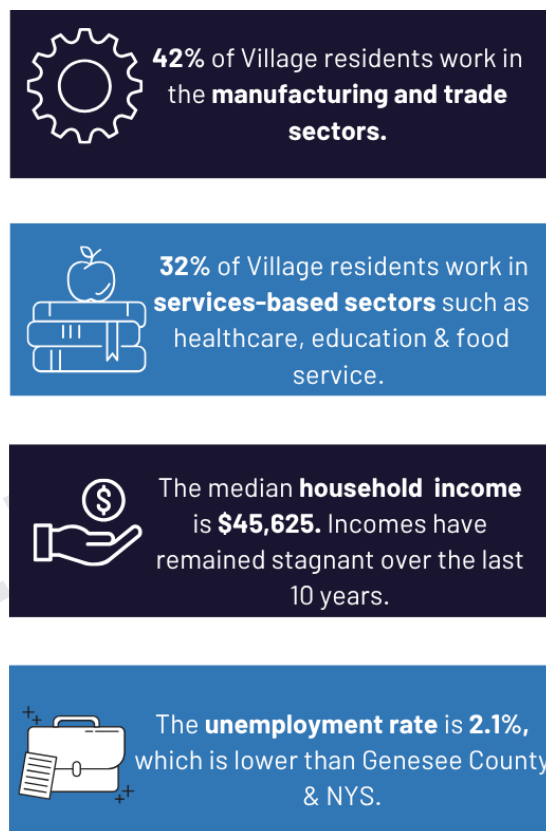 42% of Village residents work in
the manufacturing and trade
sectors.
32% of Village residents work in
services-based sectors such as
healthcare, education & food
service.
$
The median household income
is $45,625. Incomes have
remained stagnant over the last
10 years.
The unemployment rate is 2.1%,
which is lower than Genesee County
& NYS.